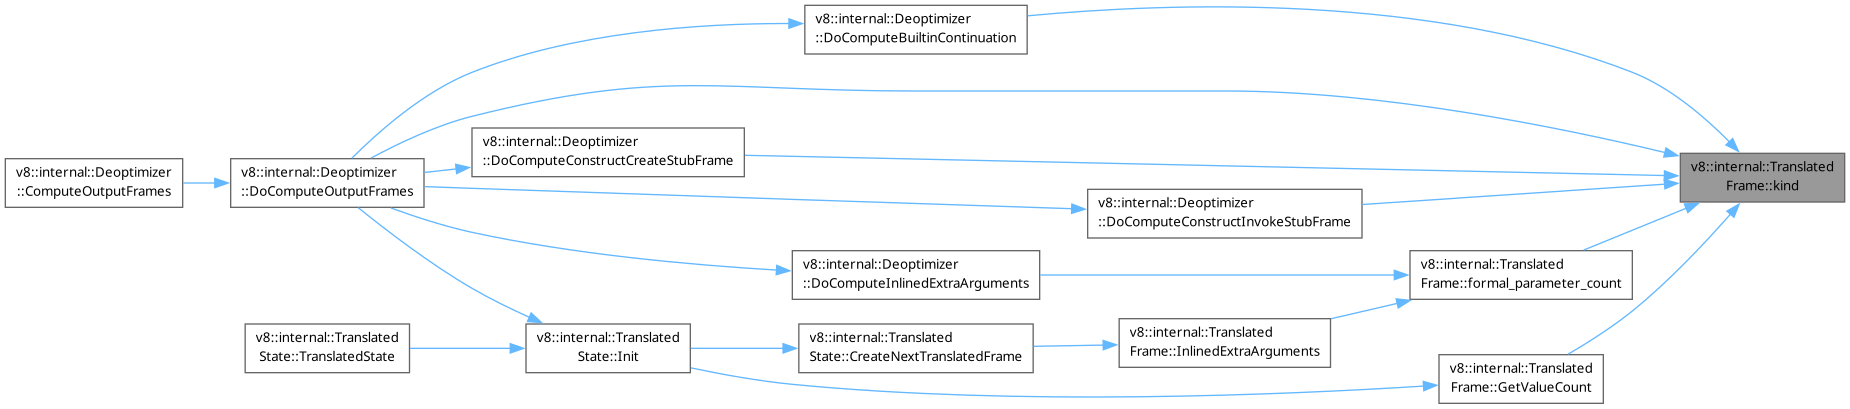 v8::internal::Deoptimizer
::DoComputeBuiltinContinuation
v8::internal::Deoptimizer
::DoComputeConstructCreateStubFrame
v8::internal::Translated
Frame::kind
v8::internal::Deoptimizer
::ComputeOutputFrames
v8::internal::Deoptimizer
::DoComputeOutputFrames
v8::internal::Deoptimizer
::DoComputeConstructInvokeStubFrame
v8::internal::Deoptimizer
::DoComputeInlinedExtraArguments
v8::internal::Translated
Frame::formal_parameter_count
v8::internal::Translated
State::TranslatedState
v8::internal::Translated
State::Init
v8::internal::Translated
State::CreateNextTranslatedFrame
v8::internal::Translated
Frame::InlinedExtraArguments
v8::internal::Translated
Frame::GetValueCount